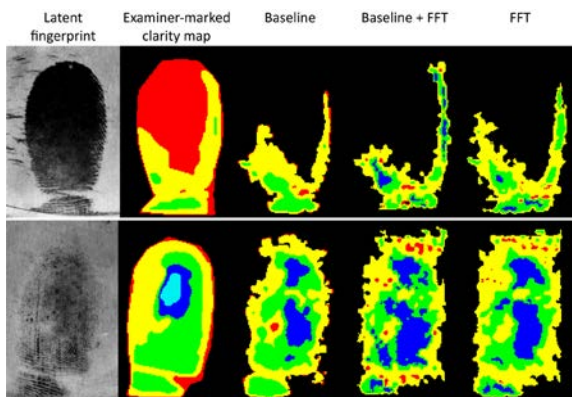 Latent
fingerprint
Examiner-marked
clarity map
Baseline
Baseline + FFT
FFT